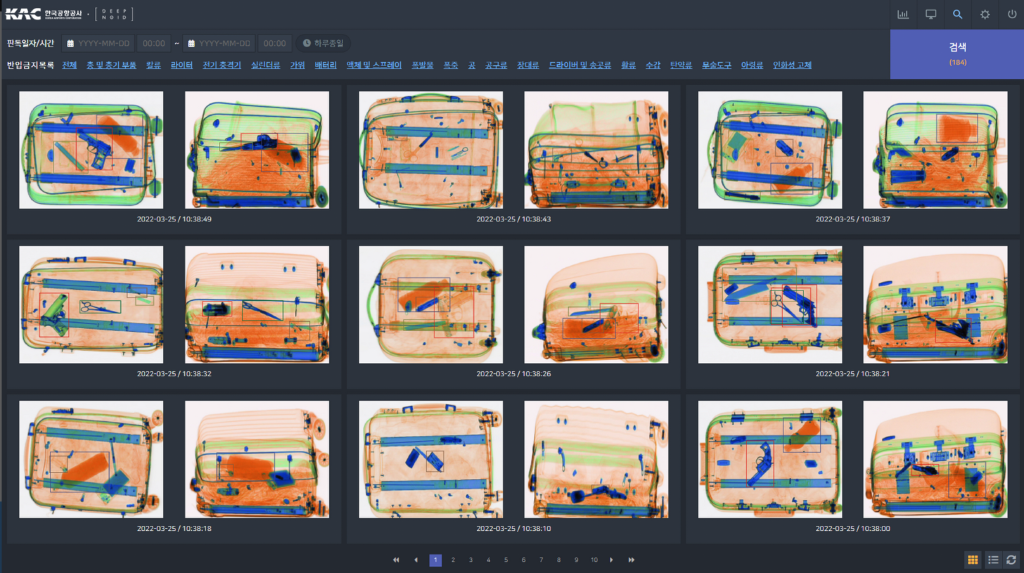 KAC 한국공항공사 · [DEEP NOID]
판독일자/시간 YYYY-MM-DD 00:00 ~ YYYY-MM-DD 00:00 하루종일
반입금지목록 전체 총 및 총기 부품 칼류 라이터 전기 충격기 실린더류 가위 배터리 액체 및 스프레이 폭발물 폭죽 공 공구류 장대류 드라이버 및 송곳류 활류 수갑 탄약류 무술도구 마령류 인화성 고체
검색
(184)
2022-03-25 / 10:38:49
2022-03-25 / 10:38:43
2022-03-25 / 10:38:37
2022-03-25 / 10:38:32
2022-03-25 / 10:38:26
2022-03-25 / 10:38:21
2022-03-25 / 10:38:18
2022-03-25 / 10:38:10
2022-03-25 / 10:38:00
1 2 3 4 5 6 7 8 9 10